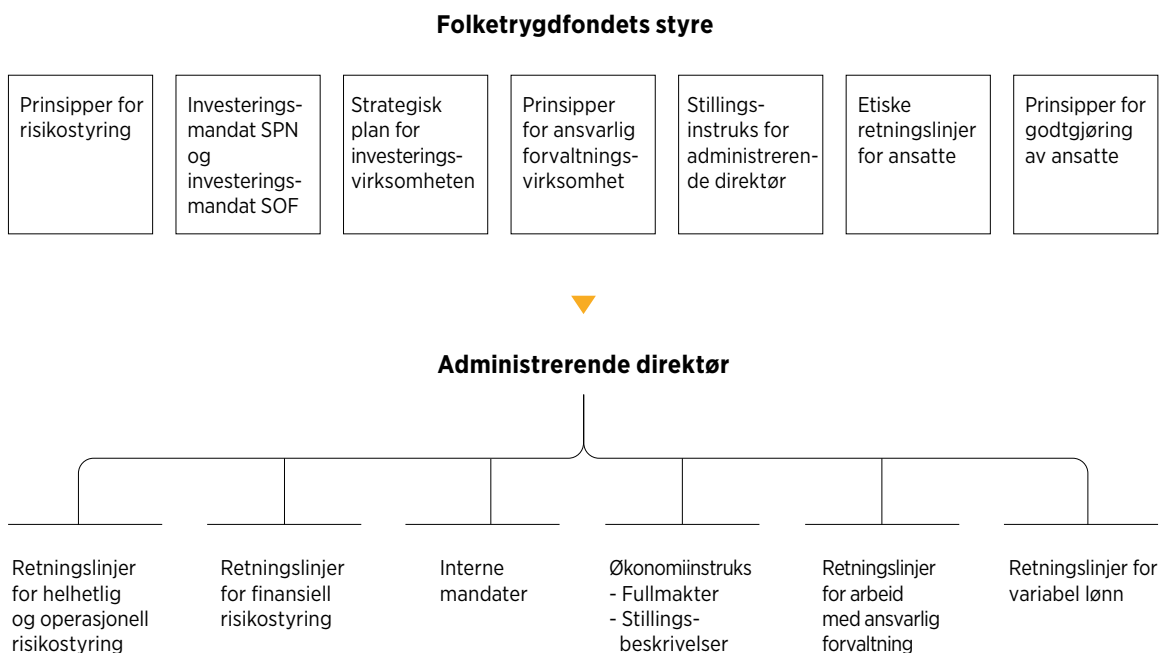 Folketrygdfondets styre
Prinsipper for
risikostyring
Investerings-
mandat SPN
og
investerings-
mandat SOF
Strategisk
plan for
investerings-
virksomheten
Prinsipper
for ansvarlig
forvaltnings-
virksomhet
Stillings-
instruks for
administreren-
de direktør
Etiske
retningslinjer
for ansatte
Prinsipper for
godtgjøring
av ansatte
Administrerende direktør
Retningslinjer
for helhetlig
og operasjonell
risikostyring
Retningslinjer
for finansiell
risikostyring
Interne
mandater
Økonomiinstruks
- Fullmakter
- Stillings-
beskrivelser
Retningslinjer
for arbeid
med ansvarlig
forvaltning
Retningslinjer for
variabel lønn